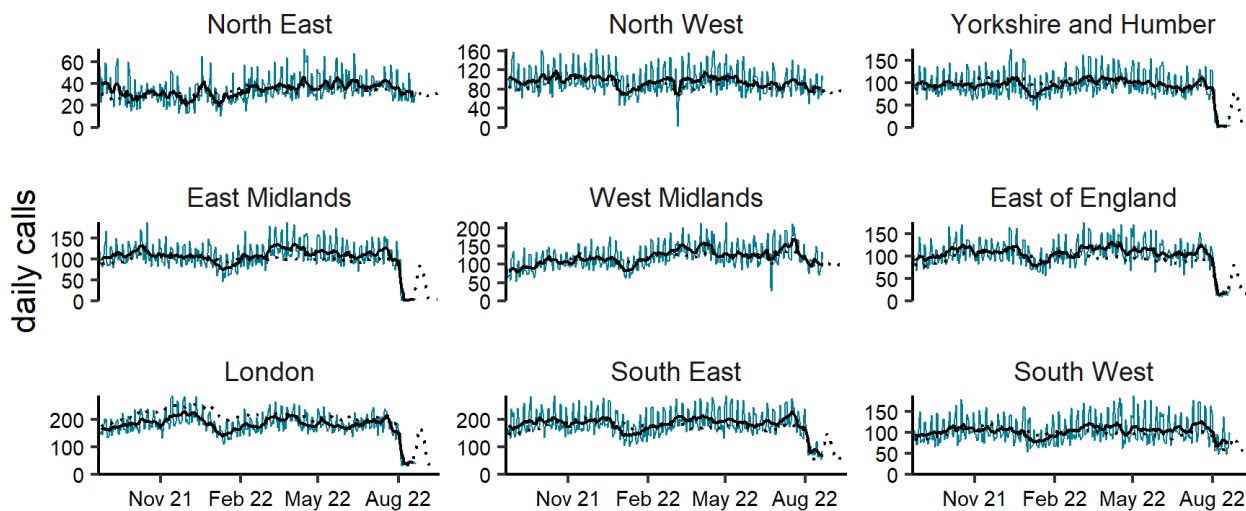 North East
North West
Yorkshire and Humber
60
40
20
0
160
120
80
40
0
150
100
50
0
daily calls
East Midlands
West Midlands
East of England
150
100
50
0
200
150
100
50
0
150
100
50
0
London
South East
South West
200
100
0
200
100
0
150
100
50
0
Nov 21 Feb 22 May 22 Aug 22
Nov 21 Feb 22 May 22 Aug 22
Nov 21 Feb 22 May 22 Aug 22